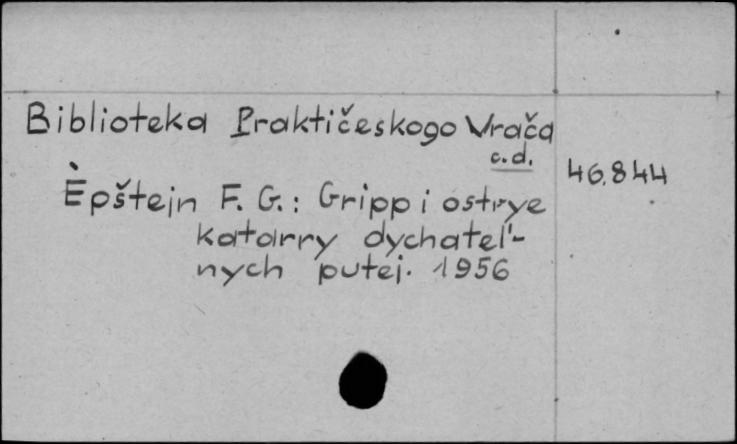 Biblioteka Praktičeskogo Vrača
c.d.
46.844
Èpštejn F. G.: Gripp i ostrye
katarry dychatel'-
nych putej. 1956